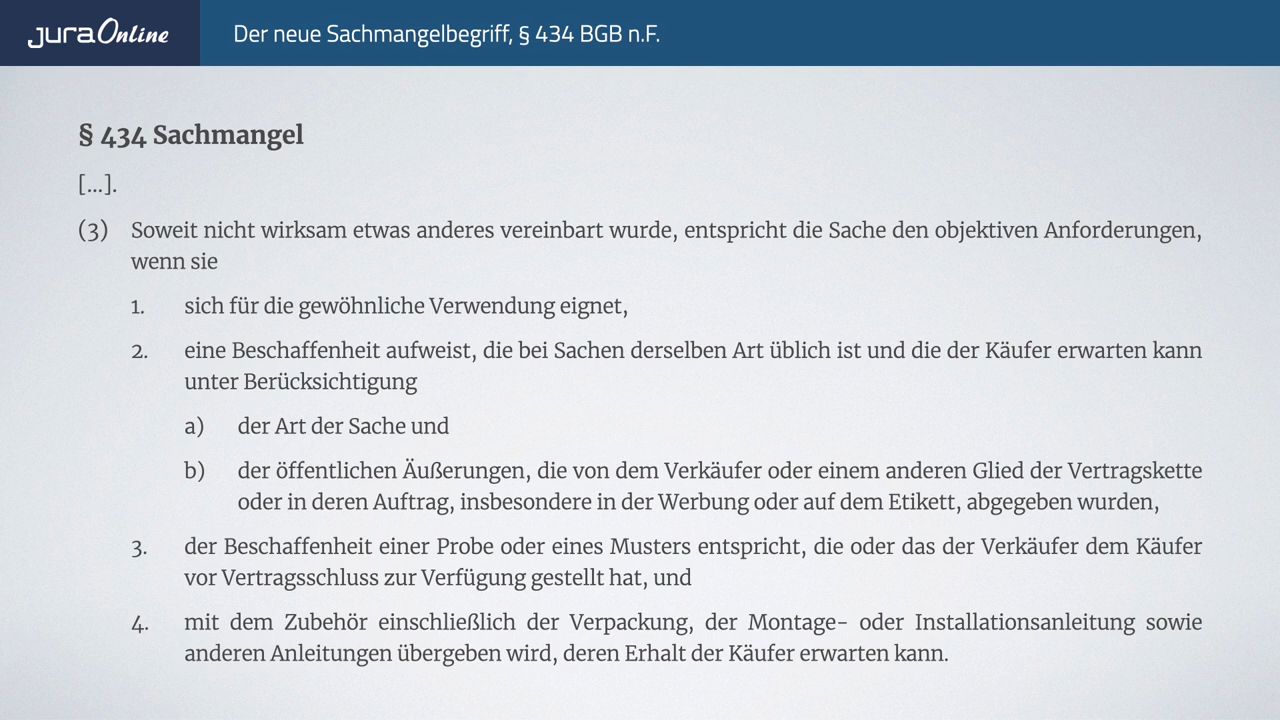 juraOnline
Der neue Sachmangelbegriff, § 434 BGB n.F.
§ 434 Sachmangel
[...].
(3) Soweit nicht wirksam etwas anderes vereinbart wurde, entspricht die Sache den objektiven Anforderungen,
wenn sie
1. sich für die gewöhnliche Verwendung eignet,
2. eine Beschaffenheit aufweist, die bei Sachen derselben Art üblich ist und die der Käufer erwarten kann
unter Berücksichtigung
a) der Art der Sache und
b) der öffentlichen Äußerungen, die von dem Verkäufer oder einem anderen Glied der Vertragskette
oder in deren Auftrag, insbesondere in der Werbung oder auf dem Etikett, abgegeben wurden,
3. der Beschaffenheit einer Probe oder eines Musters entspricht, die oder das der Verkäufer dem Käufer
vor Vertragsschluss zur Verfügung gestellt hat, und
4. mit dem Zubehör einschließlich der Verpackung, der Montage- oder Installationsanleitung sowie
anderen Anleitungen übergeben wird, deren Erhalt der Käufer erwarten kann.